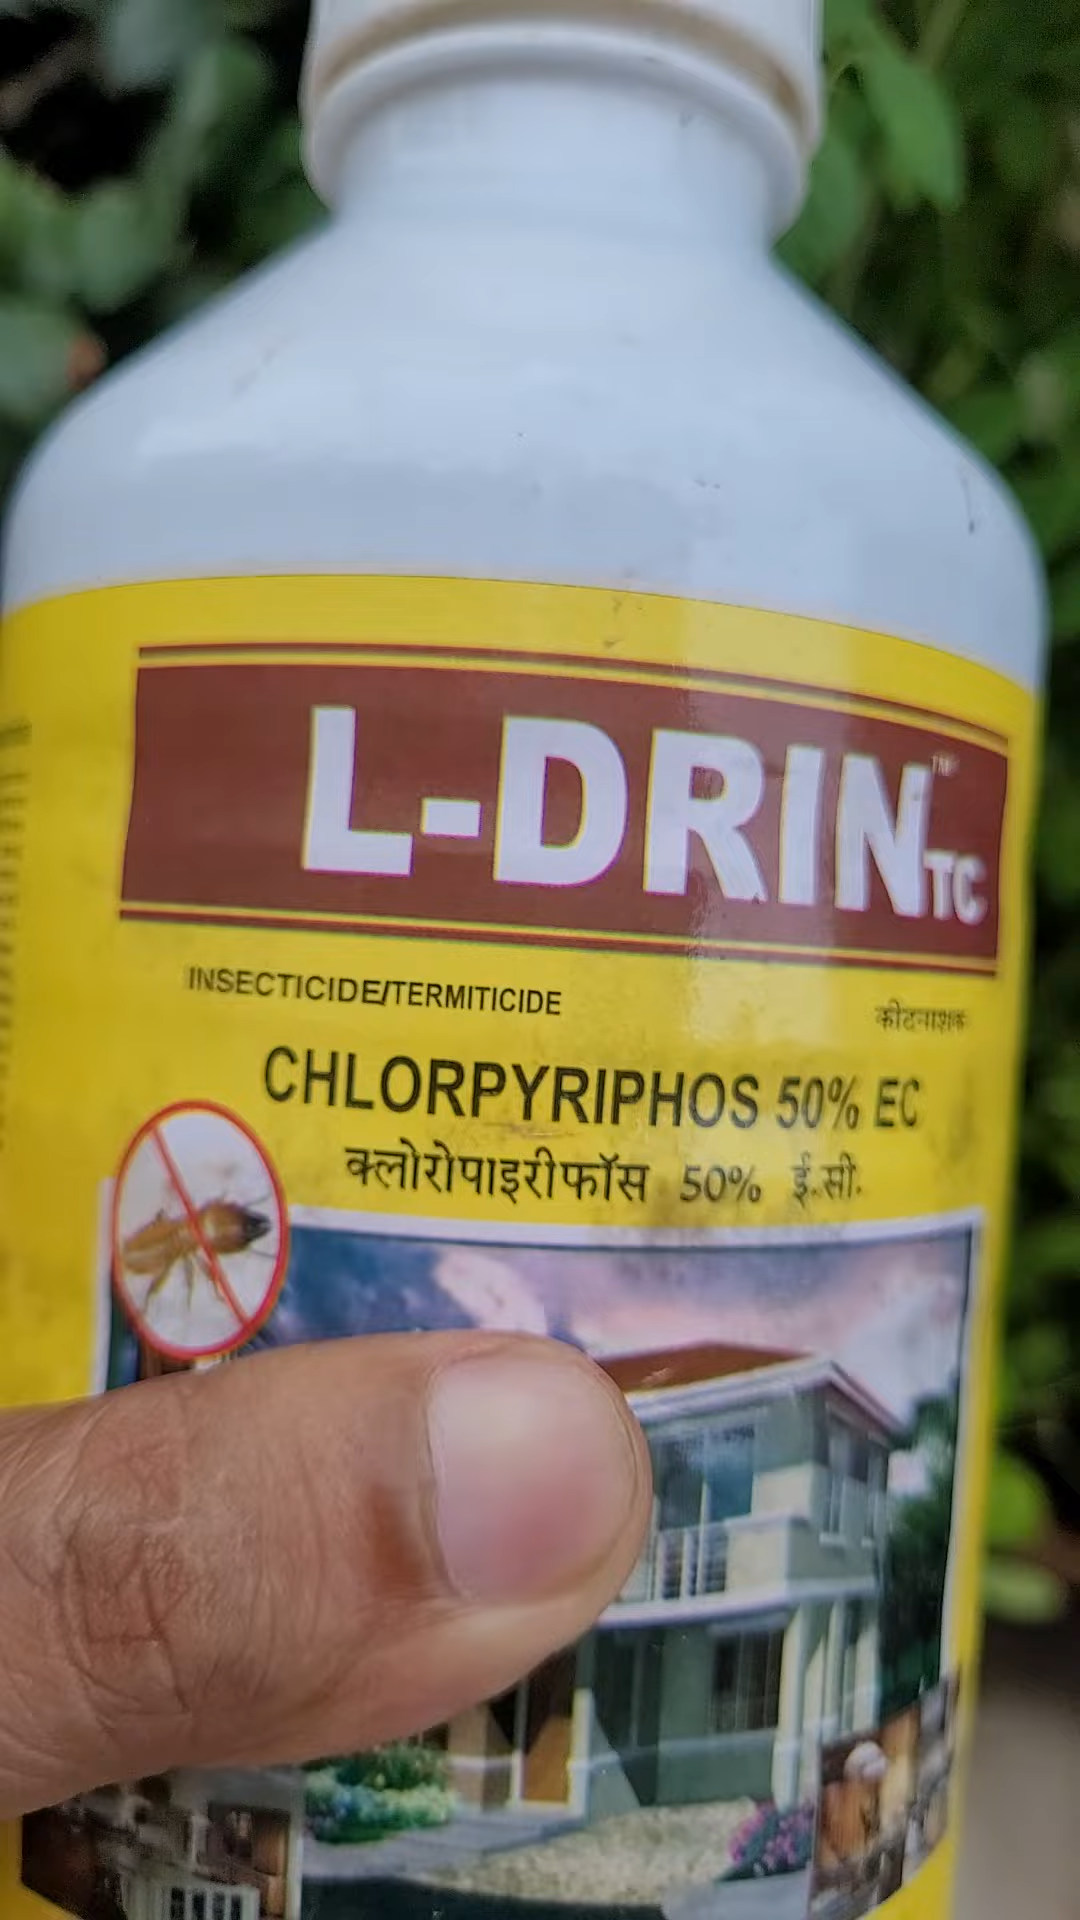 L-DRIN TC
TM
INSECTICIDE/TERMITICIDE
कीटनाशक
CHLORPYRIPHOS 50% EC
क्लोरोपाइरीफॉस 50% ई.सी.